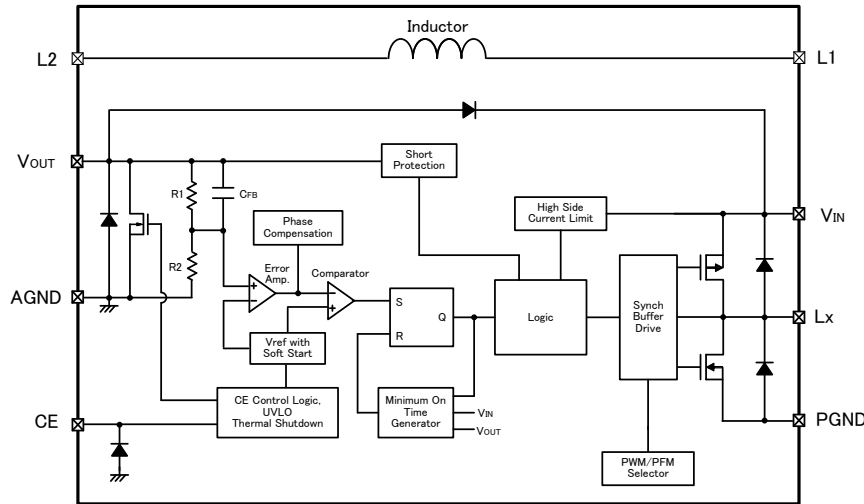 Inductor
L2
L1
VOUT
Short
Protection
R1
CFB
High Side
Current Limit
VIN
Phase
Compensation
R2
Error
Amp.
Comparator
AGND
+
−
−
+
S
Q
R
Logic
Synch
Buffer
Drive
Lx
Vref with
Soft Start
CE Control Logic,
UVLO
Thermal Shutdown
Minimum On
Time
Generator
VIN
VOUT
CE
PGND
PWM/PFM
Selector